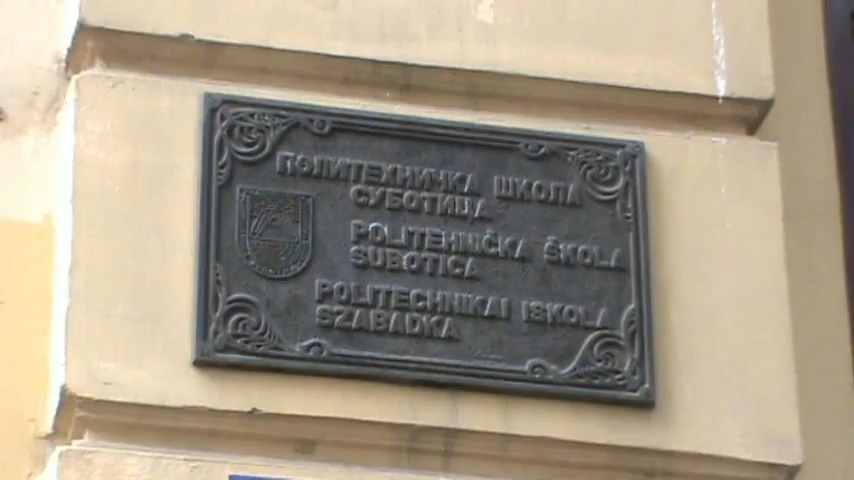 ПОЛИТЕХНИЧКА ШКОЛА
СУБОТИЦА
POLITEHNIČKA ŠKOLA
SUBOTICA
POLITECHNIKAI ISKOLA
SZABADKA